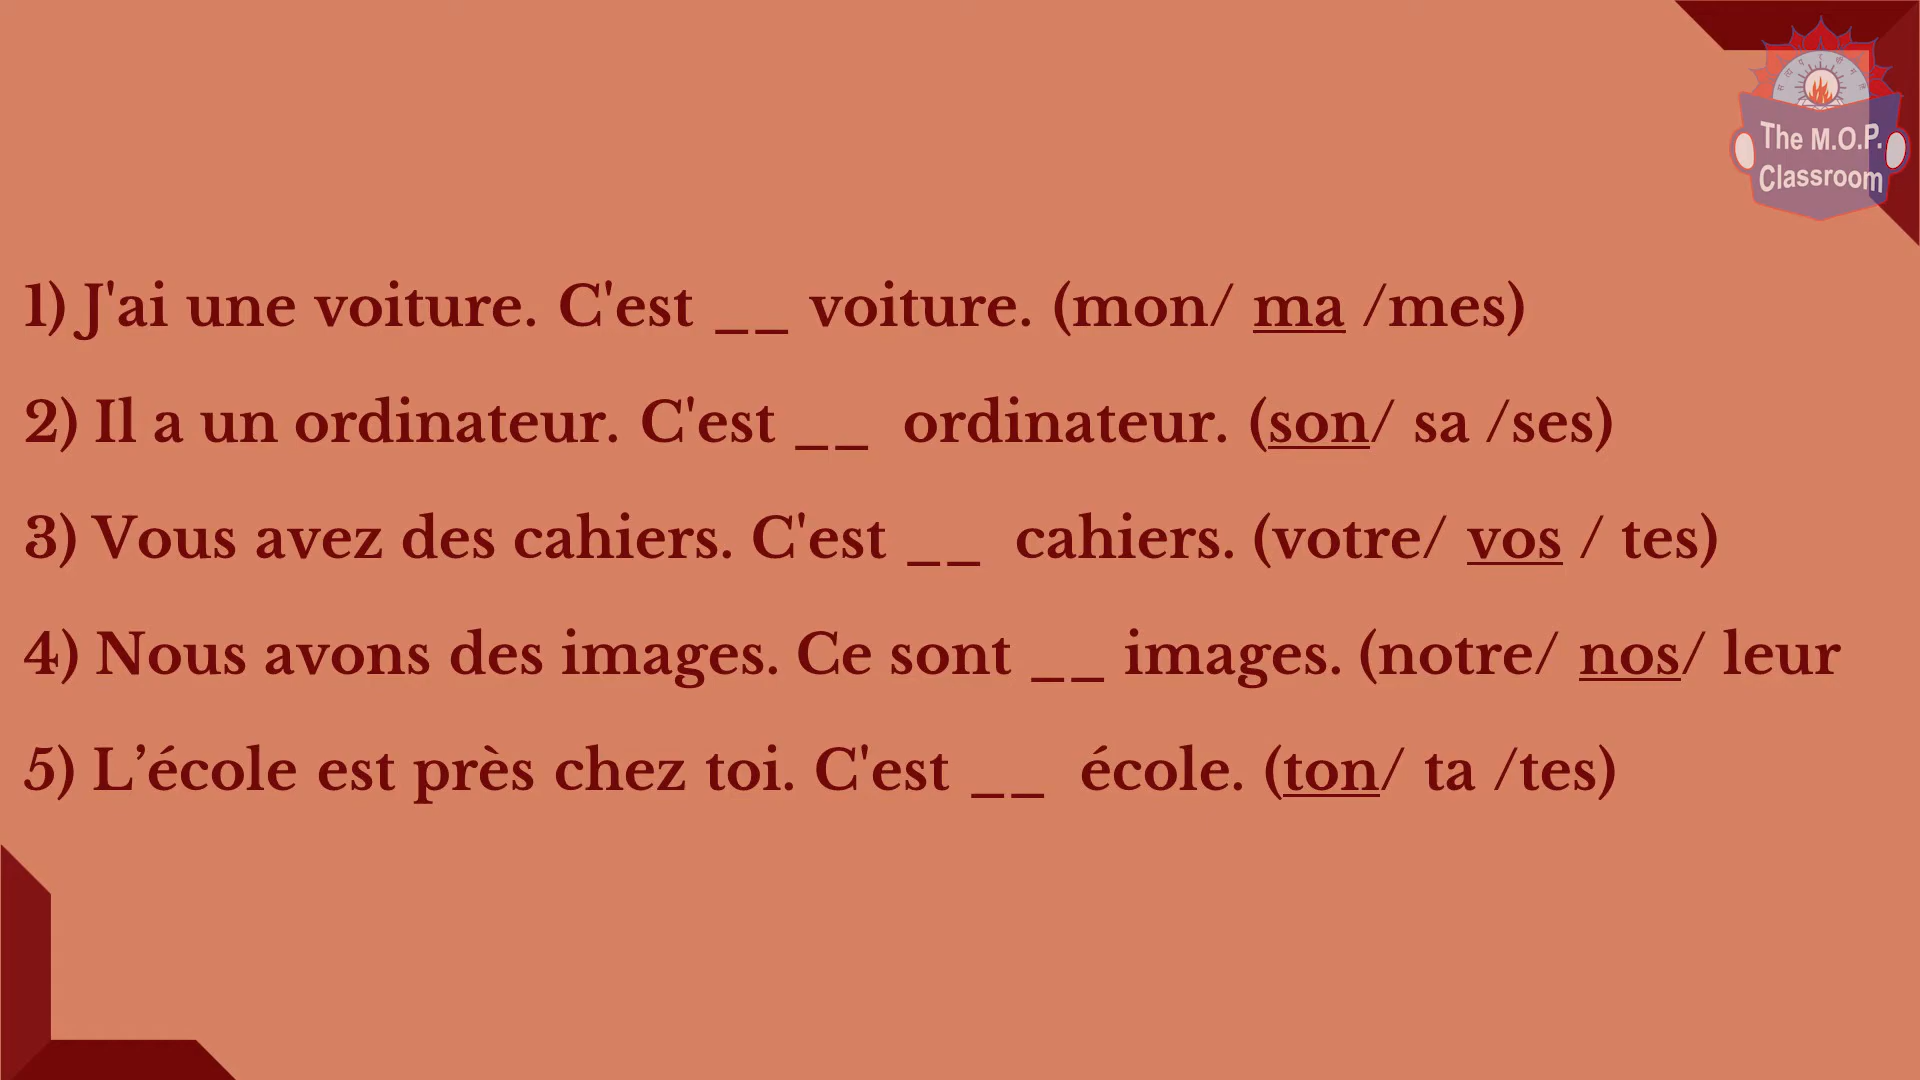 The M.O.P.
Classroom
1) J'ai une voiture. C'est __ voiture. (mon/ ma /mes)
2) Il a un ordinateur. C'est __ ordinateur. (son/ sa /ses)
3) Vous avez des cahiers. C'est __ cahiers. (votre/ vos / tes)
4) Nous avons des images. Ce sont __ images. (notre/ nos/ leur
5) L’école est près chez toi. C'est __ école. (ton/ ta /tes)